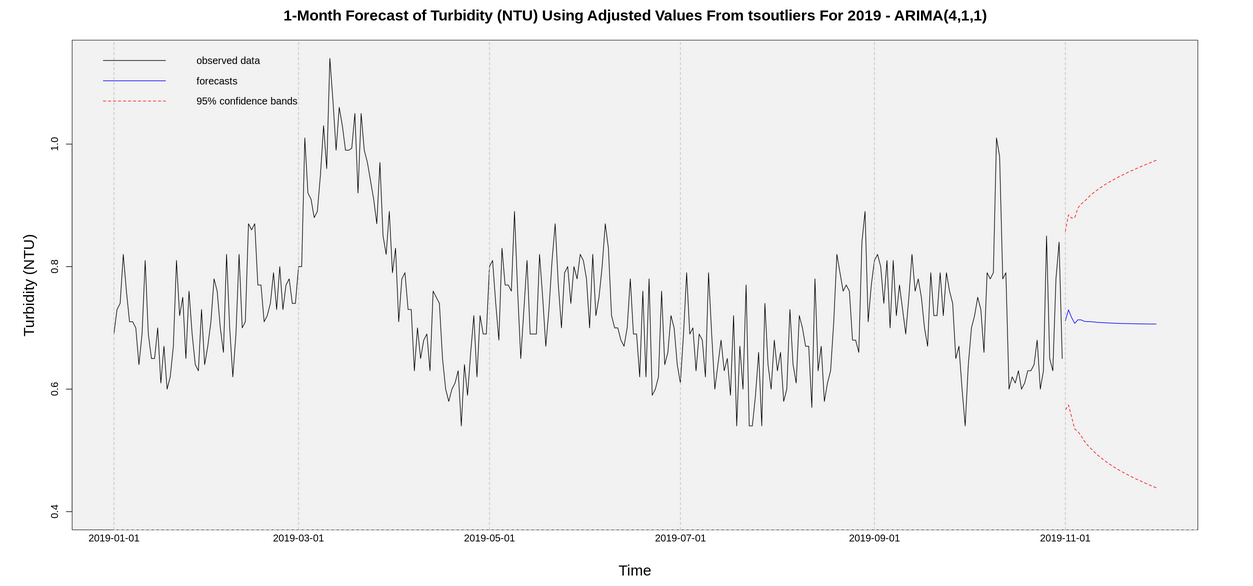 1-Month Forecast of Turbidity (NTU) Using Adjusted Values From tsoutliers For 2019 - ARIMA(4,1,1)
observed data
forecasts
95% confidence bands
Turbidity (NTU)
1.0
0.8
0.6
0.4
2019-01-01
2019-03-01
2019-05-01
2019-07-01
2019-09-01
2019-11-01
Time